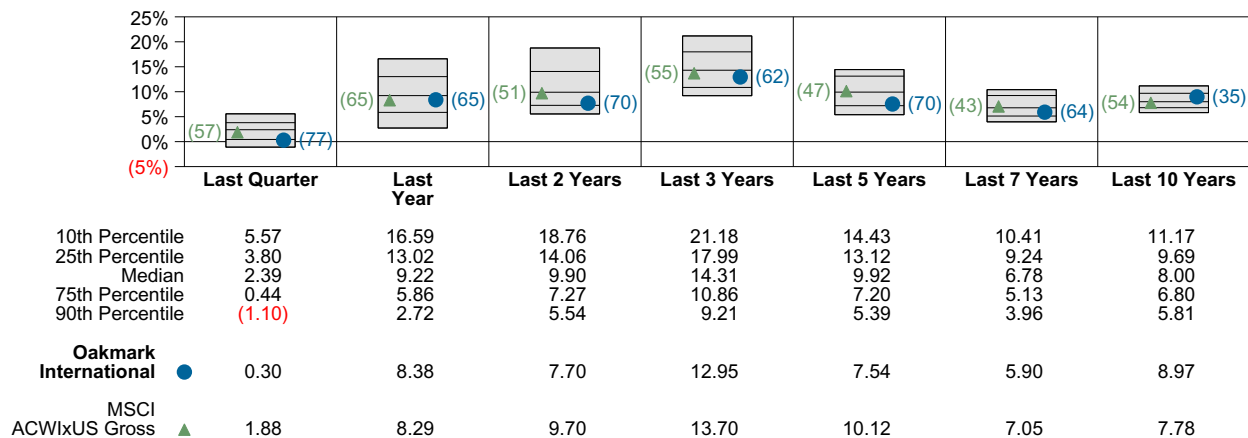 25%
20%
15%
10%
5%
0%
(5%)
(57) (77)
(65) (65)
(51) (70)
(55) (62)
(47) (70)
(43) (64)
(54) (35)
Last Quarter
Last
Year
Last 2 Years
Last 3 Years
Last 5 Years
Last 7 Years
Last 10 Years
10th Percentile 5.57 16.59 18.76 21.18 14.43 10.41 11.17
25th Percentile 3.80 13.02 14.06 17.99 13.12 9.24 9.69
Median 2.39 9.22 9.90 14.31 9.92 6.78 8.00
75th Percentile 0.44 5.86 7.27 10.86 7.20 5.13 6.80
90th Percentile (1.10) 2.72 5.54 9.21 5.39 3.96 5.81
Oakmark
International 0.30 8.38 7.70 12.95 7.54 5.90 8.97
MSCI
ACWIxUS Gross 1.88 8.29 9.70 13.70 10.12 7.05 7.78